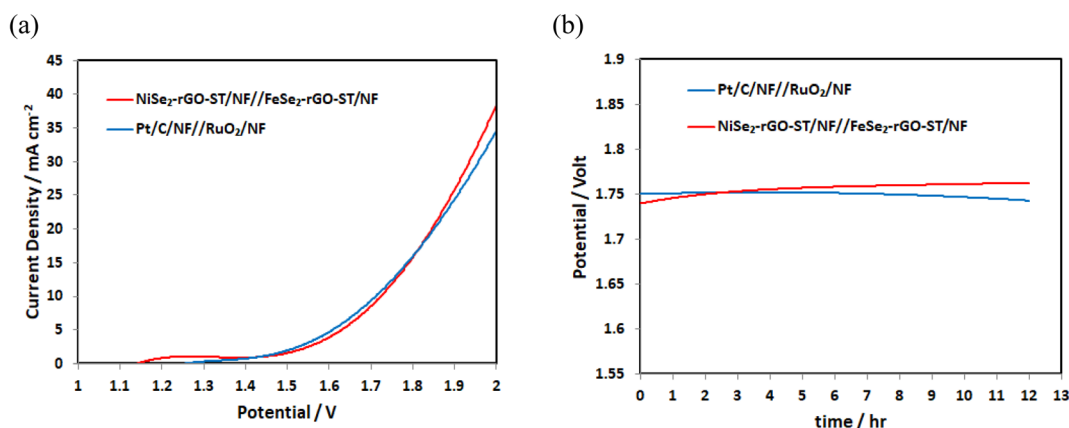 (a)
45
40
35
30
25
20
15
10
5
0
Current Density / mA cm⁻²
NiSe₂-rGO-ST/NF//FeSe₂-rGO-ST/NF
Pt/C/NF//RuO₂/NF
1 1.1 1.2 1.3 1.4 1.5 1.6 1.7 1.8 1.9 2
Potential / V
(b)
1.9
1.85
1.8
1.75
1.7
1.65
1.6
1.55
Potential / Volt
Pt/C/NF//RuO₂/NF
NiSe₂-rGO-ST/NF//FeSe₂-rGO-ST/NF
0 1 2 3 4 5 6 7 8 9 10 11 12 13
time / hr